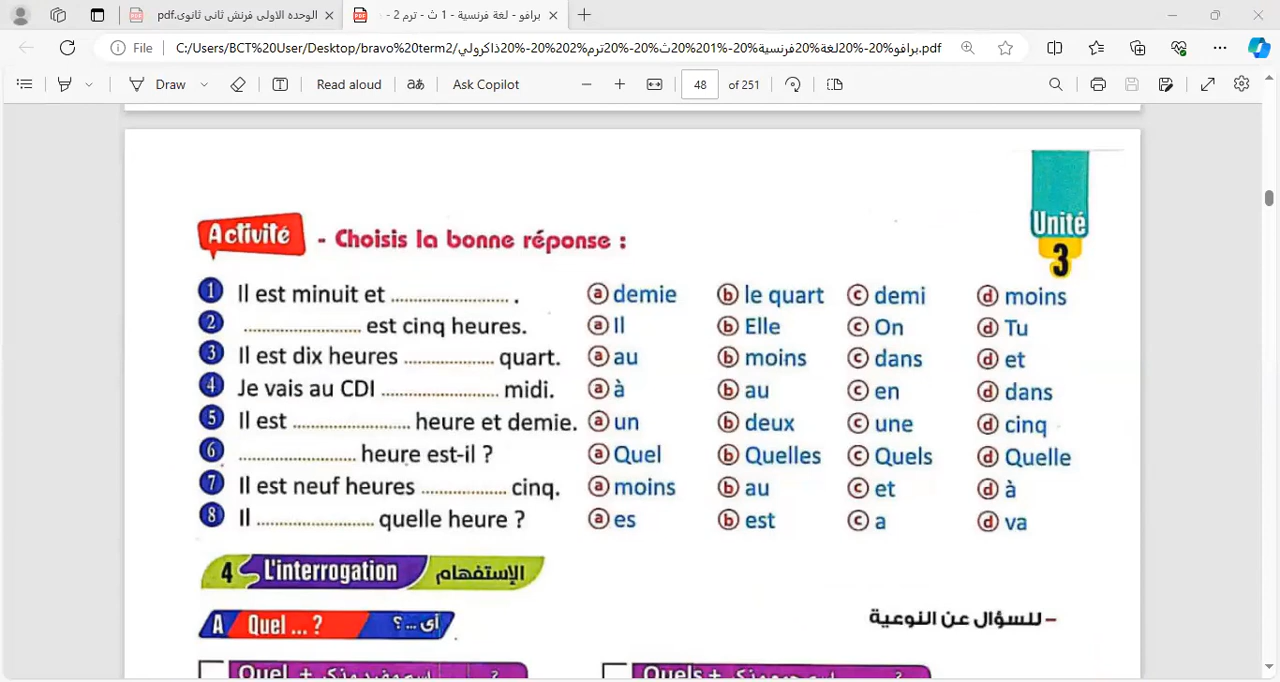 الوحده الاولى فرنش ثانى ثانوى.pdf
برافو - لغة فرنسية - 1 ث - ترم 2 -
File C:/Users/BCT%20User/Desktop/bravo%20term2/برافو%20-%20لغة%20فرنسية%20-%201%20ث%20-%20ترم%202%20-%20ذاكرولي.pdf
Draw Read aloud aあ Ask Copilot 48 of 251
Unité
3
Activité - Choisis la bonne réponse :
1 Il est minuit et ........................ . a demie b le quart c demi d moins
2 ........................ est cinq heures. a Il b Elle c On d Tu
3 Il est dix heures .................. quart. a au b moins c dans d et
4 Je vais au CDI ........................ midi. a à b au c en d dans
5 Il est ........................ heure et demie. a un b deux c une d cinq
6 ........................ heure est-il ? a Quel b Quelles c Quels d Quelle
7 Il est neuf heures .................. cinq. a moins b au c et d à
8 Il ........................ quelle heure ? a es b est c a d va
4 L'interrogation الإستفهام
A Quel ... ? أى ... ؟
- للسؤال عن النوعية
Quel +
Quels +